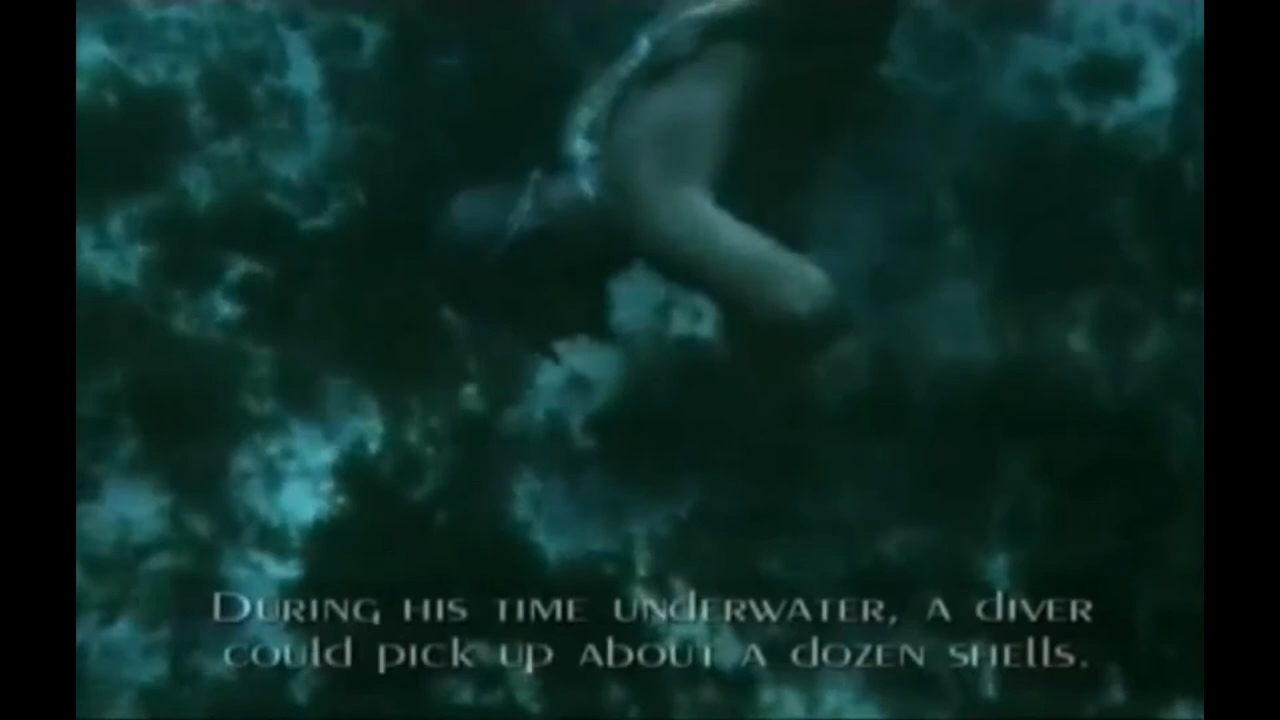 During his time underwater, a diver
could pick up about a dozen shells.